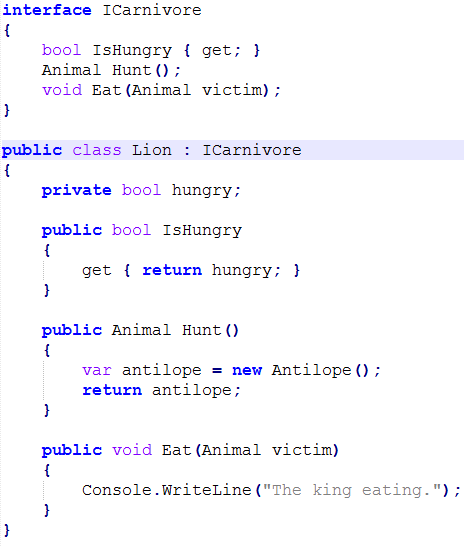 interface ICarnivore
{
    bool IsHungry { get; }
    Animal Hunt();
    void Eat(Animal victim);
}

public class Lion : ICarnivore
{
    private bool hungry;

    public bool IsHungry
    {
        get { return hungry; }
    }

    public Animal Hunt()
    {
        var antilope = new Antilope();
        return antilope;
    }

    public void Eat(Animal victim)
    {
        Console.WriteLine("The king eating.");
    }
}